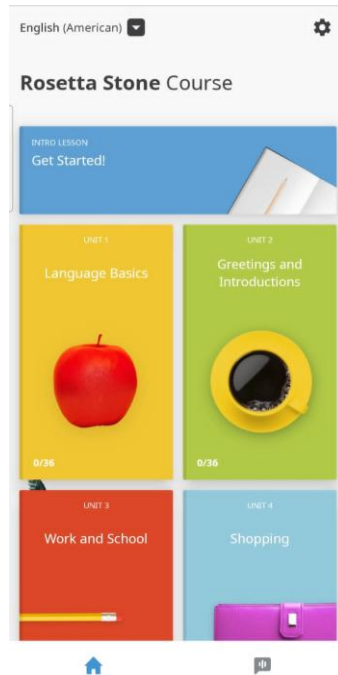 English (American)
Rosetta Stone Course
INTRO LESSON
Get Started!
UNIT 1
Language Basics
0/36
UNIT 2
Greetings and
Introductions
0/36
UNIT 3
Work and School
UNIT 4
Shopping